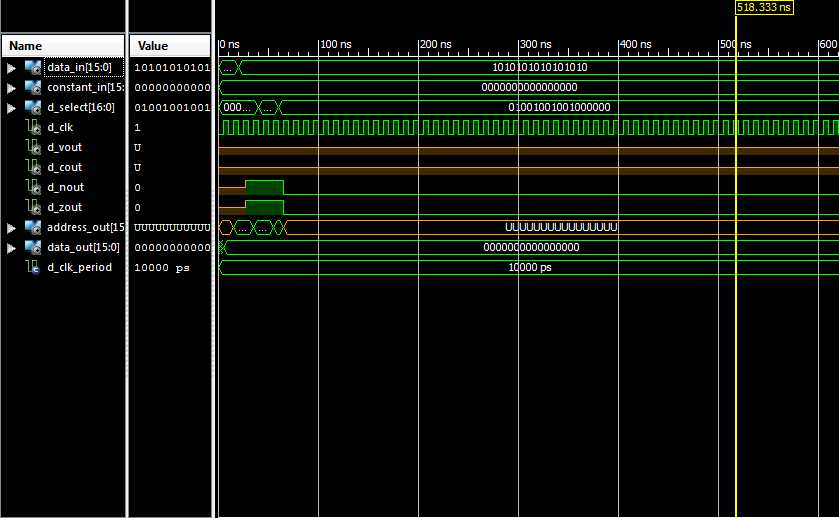 518.333 ns
Name Value 0 ns 100 ns 200 ns 300 ns 400 ns 500 ns 600
data_in[15:0] 10101010101 ... 1010101010101010
constant_in[15: 00000000000 0000000000000000
d_select[16:0] 01001001001 000... ... 01001001001000000
d_clk 1
d_vout U
d_cout U
d_nout 0
d_zout 0
address_out[15 UUUUUUUUUUU ... ... UUUUUUUUUUUUUUUU
data_out[15:0] 00000000000 0000000000000000
d_clk_period 10000 ps 10000 ps